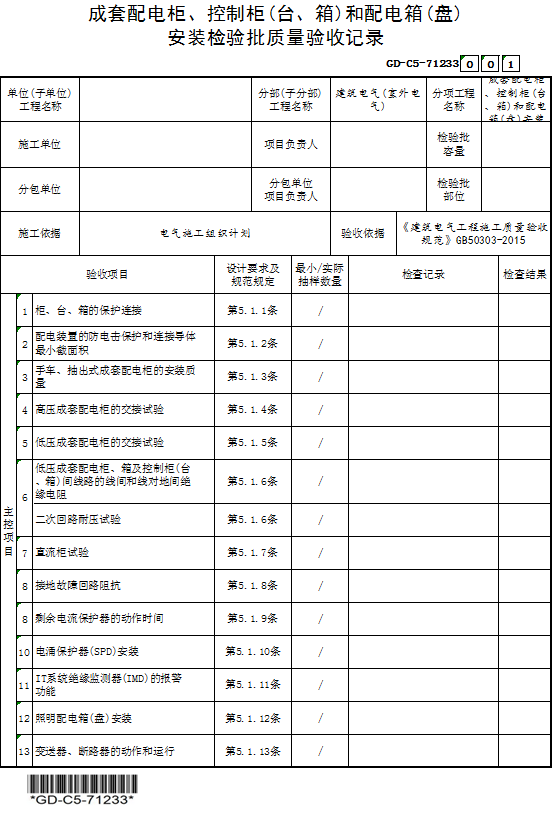 成套配电柜、控制柜(台、箱)和配电箱(盘)
安装检验批质量验收记录
GD-C5-71233 0 0 1
单位(子单位)
工程名称
分部(子分部)
工程名称
建筑电气(室外电
气)
分项工程
名称
成套配电柜
、控制柜(台
、箱)和配电
箱(盘)安装
施工单位
项目负责人
检验批
容量
分包单位
分包单位
项目负责人
检验批
部位
施工依据
电气施工组织计划
验收依据
《建筑电气工程施工质量验收
规范》GB50303-2015
验收项目
设计要求及
规范规定
最小/实际
抽样数量
检查记录
检查结果
主控项目
1 柜、台、箱的保护连接 第5.1.1条 /
2 配电装置的防电击保护和连接导体
最小截面积 第5.1.2条 /
3 手车、抽出式成套配电柜的安装质
量 第5.1.3条 /
4 高压成套配电柜的交接试验 第5.1.4条 /
5 低压成套配电柜的交接试验 第5.1.5条 /
6 低压成套配电柜、箱及控制柜(台
、箱)间线路的线间和线对地间绝
缘电阻 第5.1.6条 /
二次回路耐压试验 第5.1.6条 /
7 直流柜试验 第5.1.7条 /
8 接地故障回路阻抗 第5.1.8条 /
8 剩余电流保护器的动作时间 第5.1.9条 /
10 电涌保护器(SPD)安装 第5.1.10条 /
11 IT系统绝缘监测器(IMD)的报警
功能 第5.1.11条 /
12 照明配电箱(盘)安装 第5.1.12条 /
13 变送器、断路器的动作和运行 第5.1.13条 /
*GD-C5-71233*